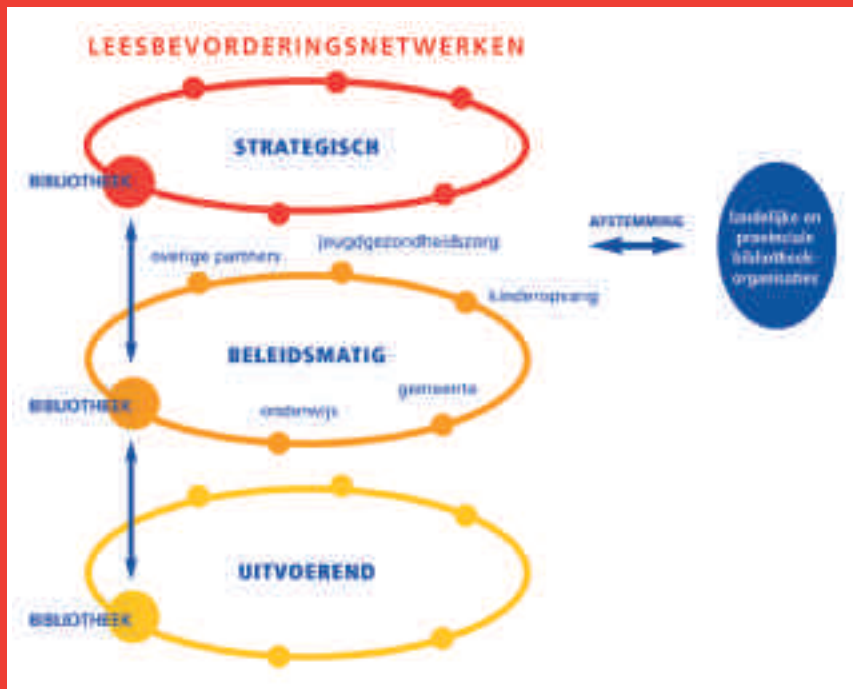 LEESBEVORDERINGSNETWERKEN
STRATEGISCH
BIBLIOTHEEK
AFSTEMMING
landelijke en
provinciale
bibliotheek-
organisaties
overige partners
jeugdgezondheidszorg
kinderopvang
BELEIDSMATIG
BIBLIOTHEEK
onderwijs
gemeente
UITVOEREND
BIBLIOTHEEK